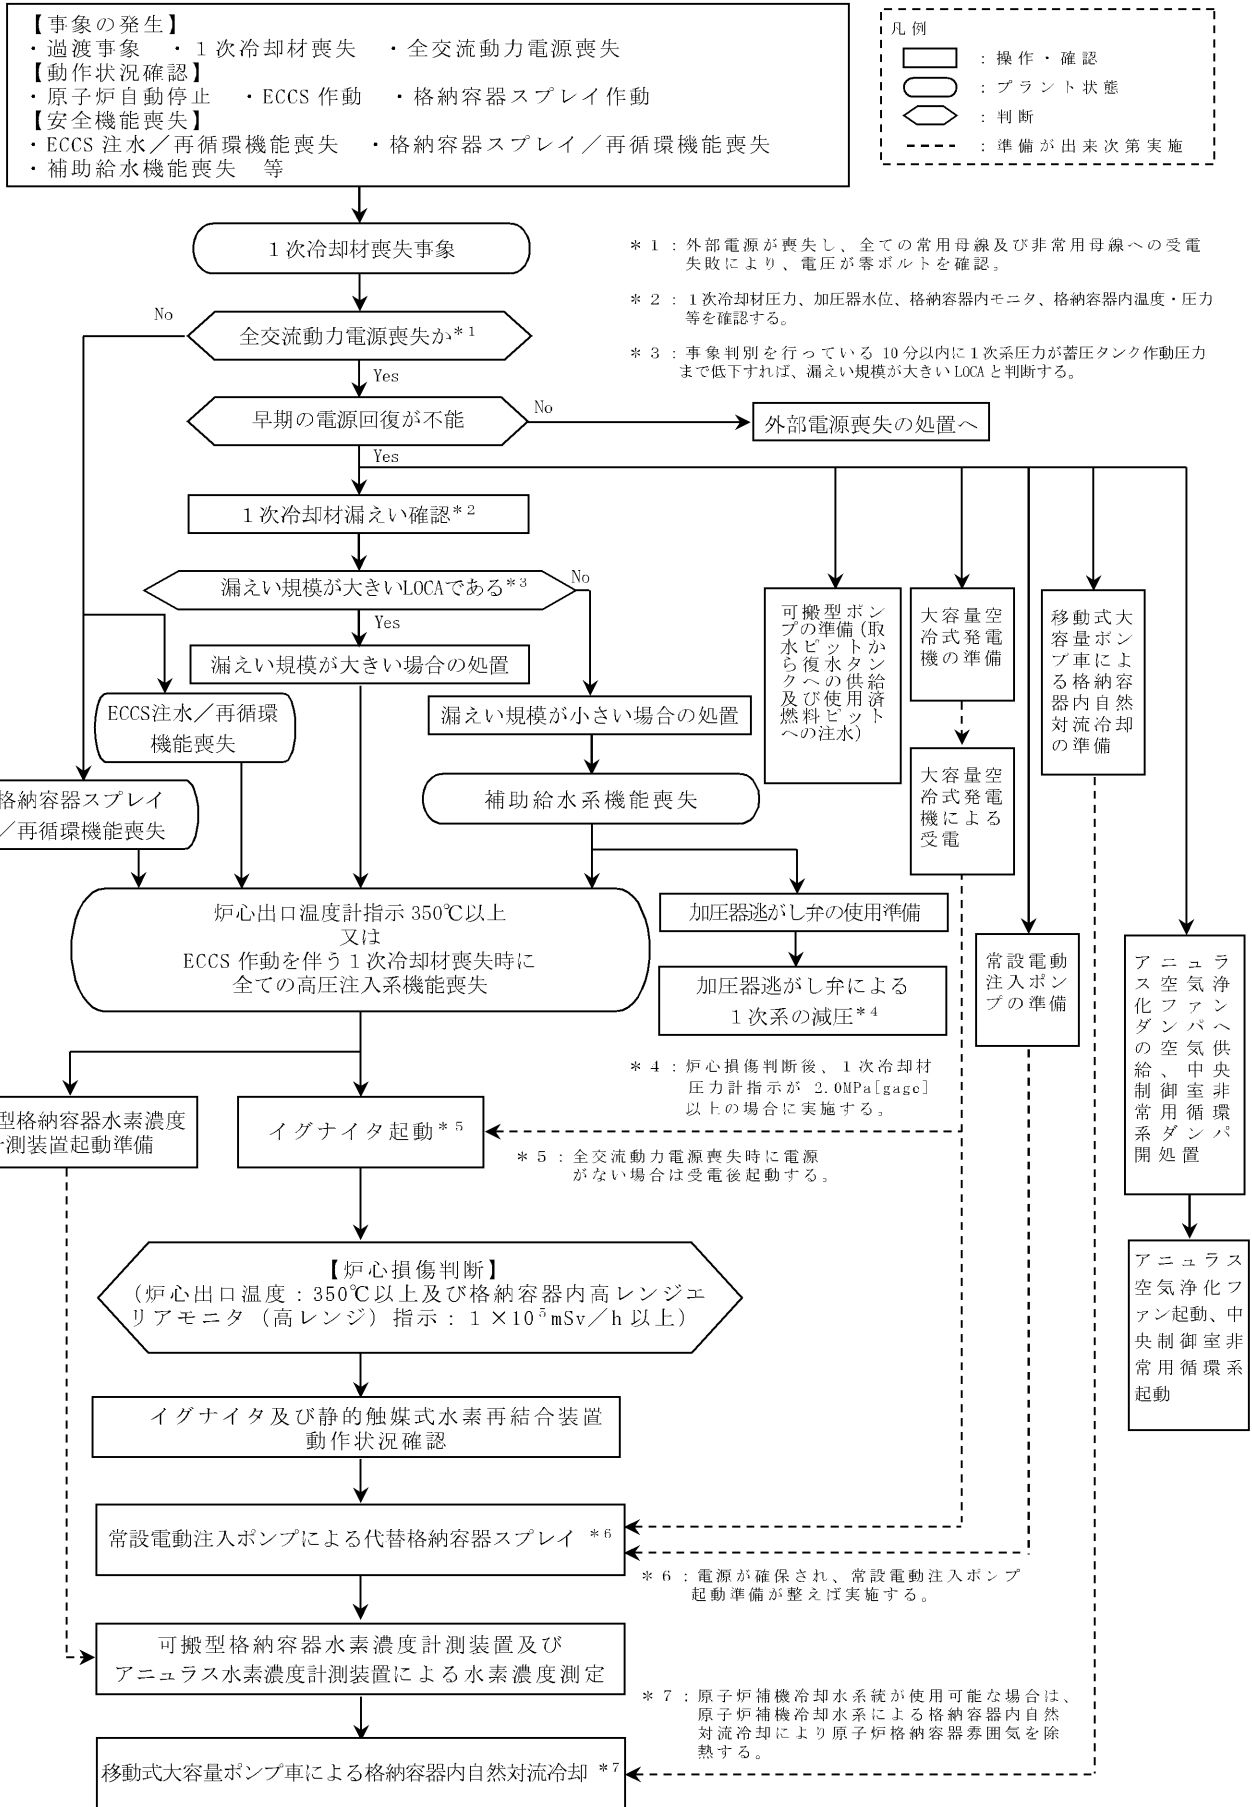 【事象の発生】
・過渡事象　・１次冷却材喪失　・全交流動力電源喪失
【動作状況確認】
・原子炉自動停止　・ECCS 作動　・格納容器スプレイ作動
【安全機能喪失】
・ECCS 注水／再循環機能喪失　・格納容器スプレイ／再循環機能喪失
・補助給水機能喪失　等
凡例
：操作・確認
：プラント状態
：判断
：準備が出来次第実施
１次冷却材喪失事象
＊１：外部電源が喪失し、全ての常用母線及び非常用母線への受電
失敗により、電圧が零ボルトを確認。
＊２：１次冷却材圧力、加圧器水位、格納容器内モニタ、格納容器内温度・圧力
等を確認する。
＊３：事象判別を行っている 10 分以内に１次系圧力が蓄圧タンク作動圧力
まで低下すれば、漏えい規模が大きい LOCA と判断する。
No
全交流動力電源喪失か＊１
Yes
早期の電源回復が不能
No
外部電源喪失の処置へ
Yes
１次冷却材漏えい確認＊２
漏えい規模が大きいLOCAである＊３
No
Yes
漏えい規模が大きい場合の処置
漏えい規模が小さい場合の処置
ECCS注水／再循環
機能喪失
格納容器スプレイ
／再循環機能喪失
補助給水系機能喪失
可搬型ポン
プの準備（取
水ピットか
ら復水タン
クへの供給
及び使用済
燃料ピット
への注水）
大容量空
冷式発電
機の準備
大容量空
冷式発電
機による
受電
移動式大
容量ポン
プ車によ
る格納容
器内自然
対流冷却
の準備
炉心出口温度計指示 350℃以上
又は
ECCS 作動を伴う１次冷却材喪失時に
全ての高圧注入系機能喪失
加圧器逃がし弁の使用準備
加圧器逃がし弁による
１次系の減圧＊４
常設電動
注入ポン
プの準備
アニュラ
ス空気浄
化ファン
ダンパへ
の空気供
給、中央
制御室非
常用循環
系ダンパ
開処置
アニュラス
空気浄化フ
ァン起動、中
央制御室非
常用循環系
起動
＊４：炉心損傷判断後、１次冷却材
圧力計指示が 2.0MPa[gage]
以上の場合に実施する。
型格納容器水素濃度
計測装置起動準備
イグナイタ起動＊５
＊５：全交流動力電源喪失時に電源
がない場合は受電後起動する。
【炉心損傷判断】
（炉心出口温度：350℃以上及び格納容器内高レンジエ
リアモニタ（高レンジ）指示：１×10⁵mSv／h 以上）
イグナイタ及び静的触媒式水素再結合装置
動作状況確認
常設電動注入ポンプによる代替格納容器スプレイ ＊６
＊６：電源が確保され、常設電動注入ポンプ
起動準備が整えば実施する。
可搬型格納容器水素濃度計測装置及び
アニュラス水素濃度計測装置による水素濃度測定
＊７：原子炉補機冷却水系統が使用可能な場合は、
原子炉補機冷却水系による格納容器内自然
対流冷却により原子炉格納容器雰囲気を除
熱する。
移動式大容量ポンプ車による格納容器内自然対流冷却 ＊７